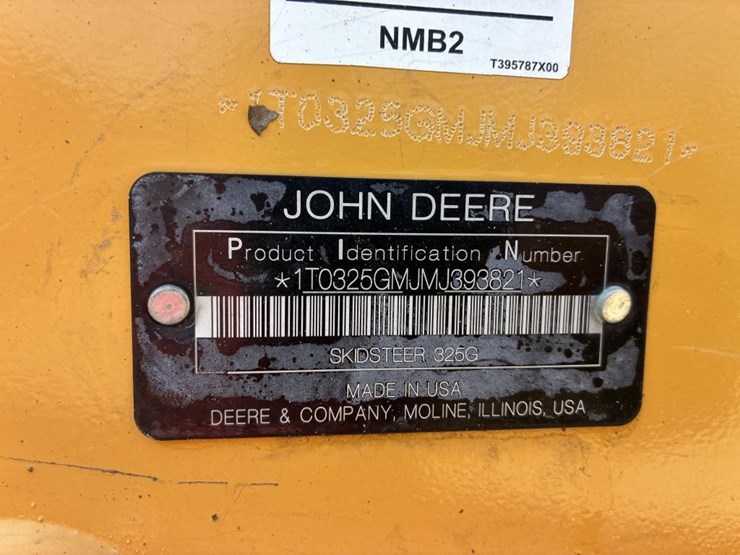 NMB2
T395787X00
*1T0325GMJMJ393821*
JOHN DEERE
Product Identification Number
*1T0325GMJMJ393821*
SKIDSTEER 325G
MADE IN USA
DEERE & COMPANY, MOLINE, ILLINOIS, USA